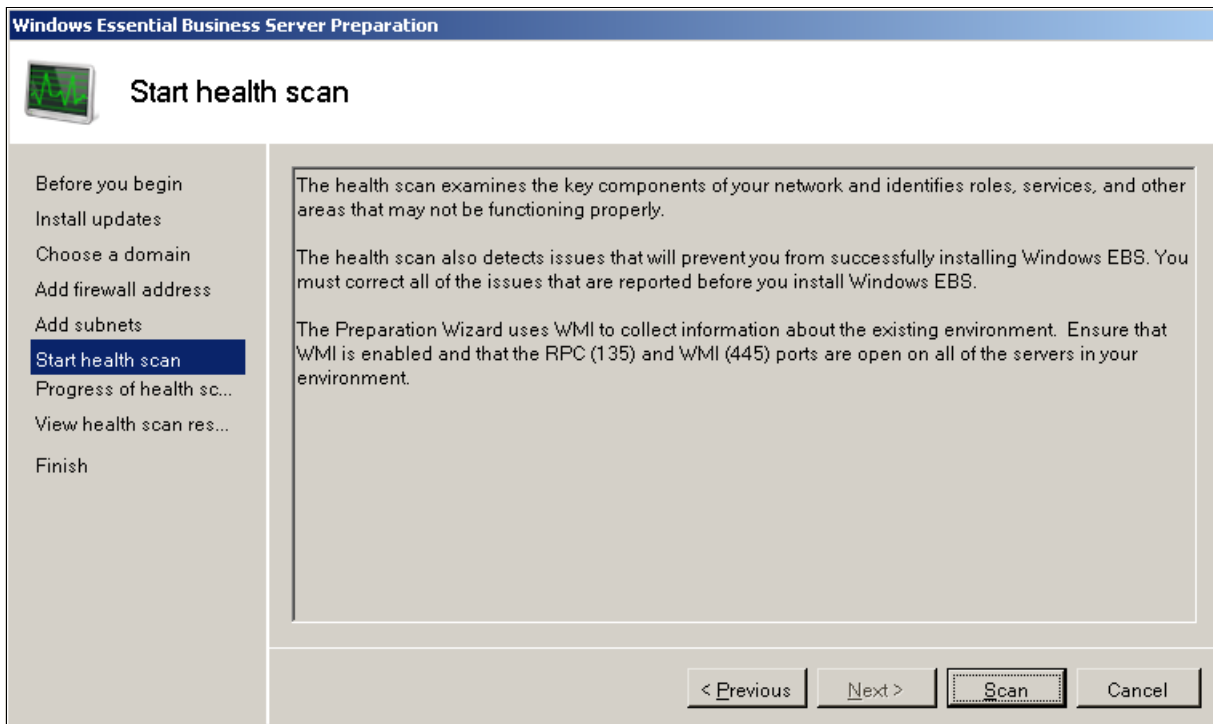 Windows Essential Business Server Preparation
Start health scan
Before you begin
Install updates
Choose a domain
Add firewall address
Add subnets
Start health scan
Progress of health sc...
View health scan res...
Finish
The health scan examines the key components of your network and identifies roles, services, and other
areas that may not be functioning properly.
The health scan also detects issues that will prevent you from successfully installing Windows EBS. You
must correct all of the issues that are reported before you install Windows EBS.
The Preparation Wizard uses WMI to collect information about the existing environment.  Ensure that
WMI is enabled and that the RPC (135) and WMI (445) ports are open on all of the servers in your
environment.
< Previous
Next >
Scan
Cancel